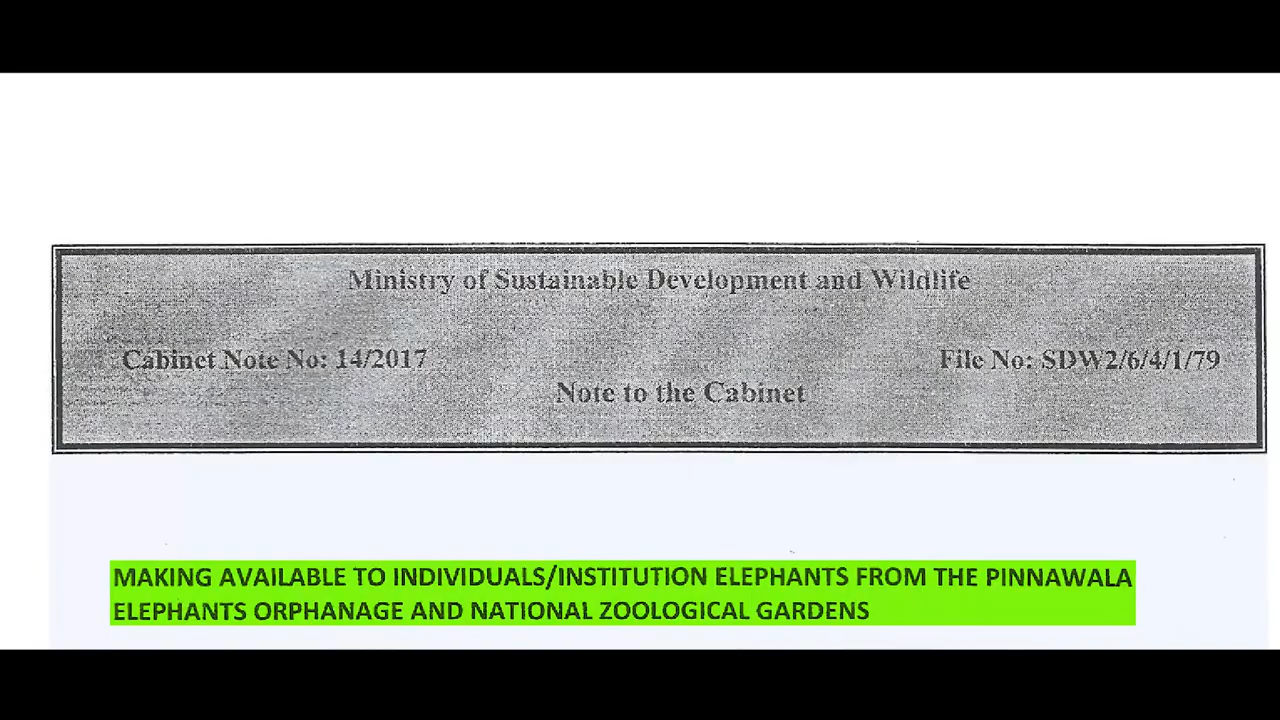 Ministry of Sustainable Development and Wildlife
Cabinet Note No: 14/2017 File No: SDW2/6/4/1/79
Note to the Cabinet
MAKING AVAILABLE TO INDIVIDUALS/INSTITUTION ELEPHANTS FROM THE PINNAWALA
ELEPHANTS ORPHANAGE AND NATIONAL ZOOLOGICAL GARDENS